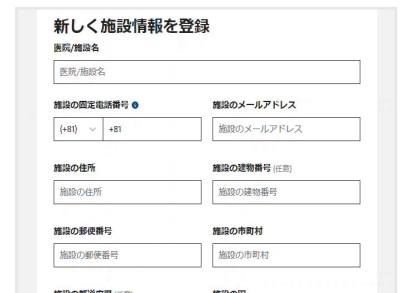 新しく施設情報を登録
医院/施設名
医院/施設名
施設の固定電話番号 施設のメールアドレス
(+81) +81 施設のメールアドレス
施設の住所 施設の建物番号 (任意)
施設の住所 施設の建物番号
施設の郵便番号 施設の市町村
施設の郵便番号 施設の市町村